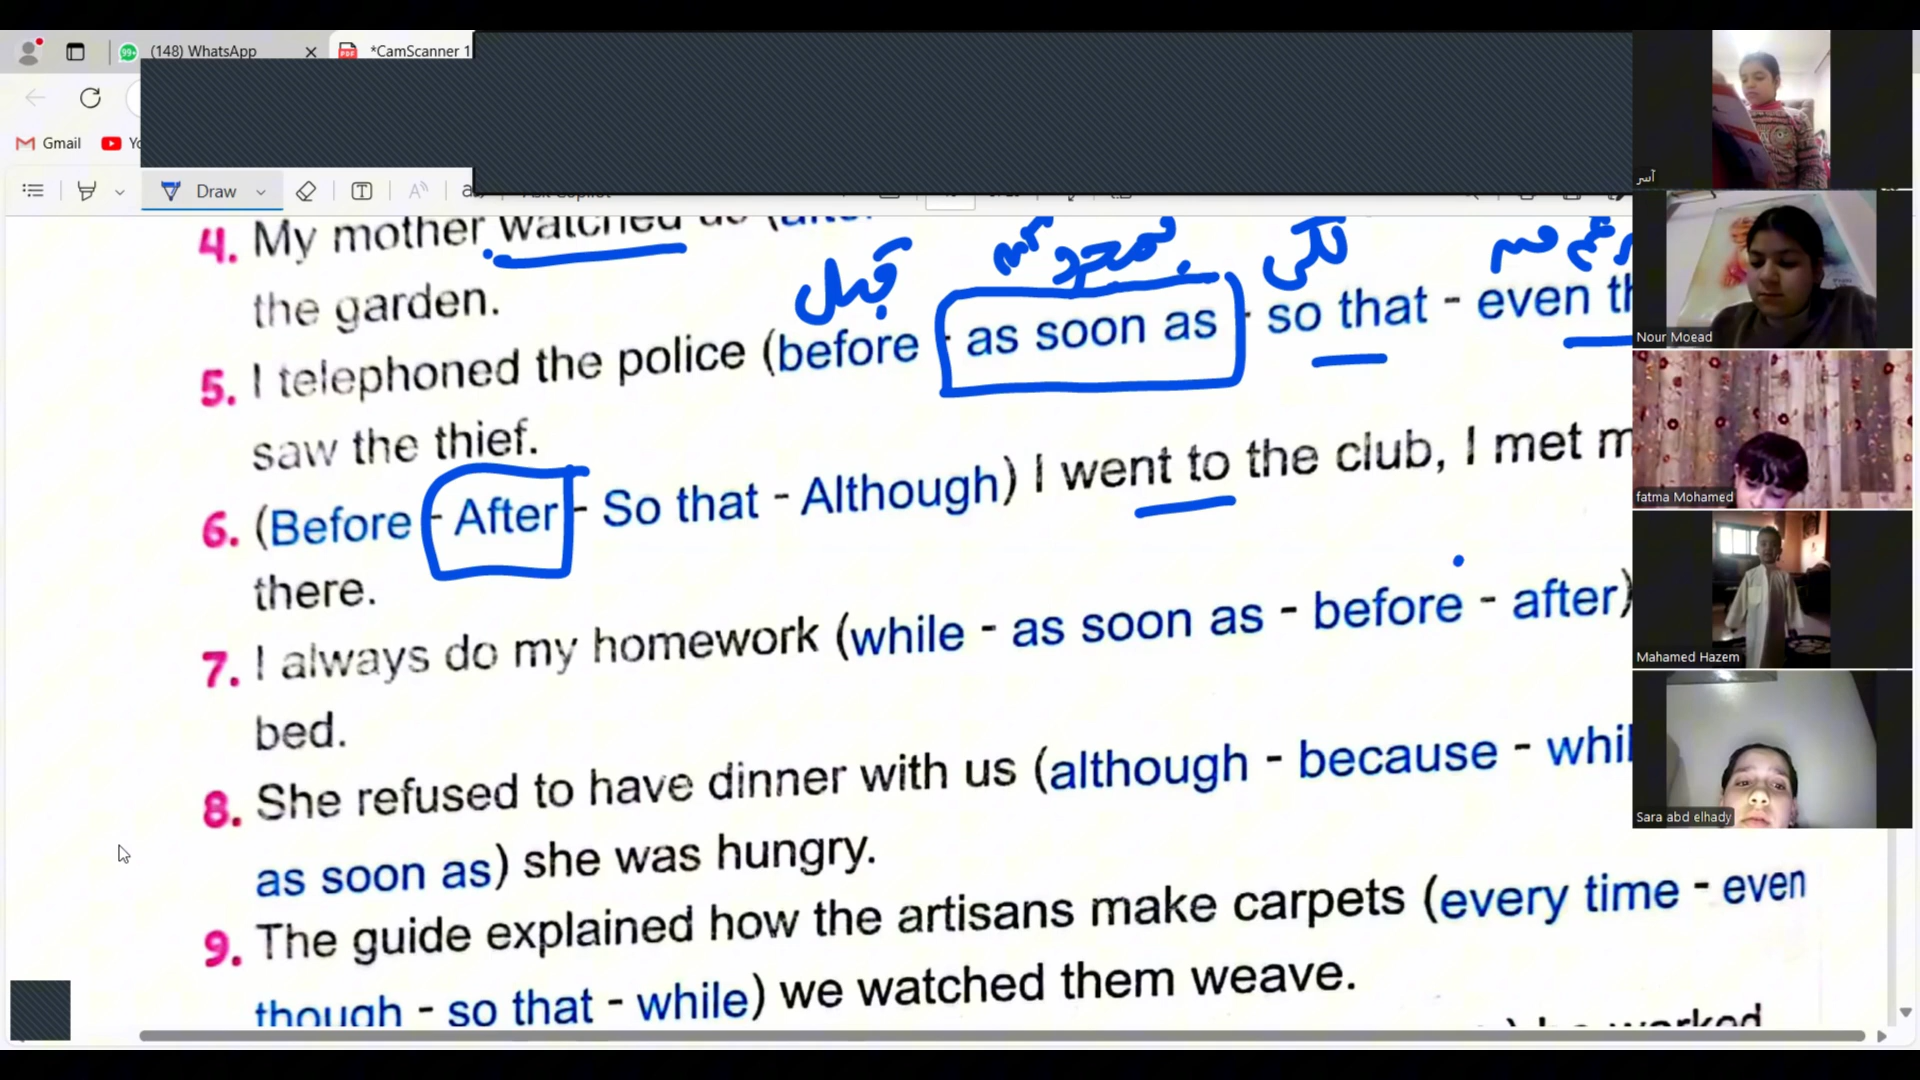 (148) WhatsApp
*CamScanner 1
Gmail
Draw
4. My mother watched
the garden.
قبل
بمجرد
لكي
5. I telephoned the police (before - as soon as - so that - even th
saw the thief.
6. (Before - After - So that - Although) I went to the club, I met m
there.
7. I always do my homework (while - as soon as - before - after)
bed.
8. She refused to have dinner with us (although - because - whil
as soon as) she was hungry.
9. The guide explained how the artisans make carpets (every time - even
though - so that - while) we watched them weave.
worked
آسر
Nour Moead
fatma Mohamed
Mahamed Hazem
Sara abd elhady